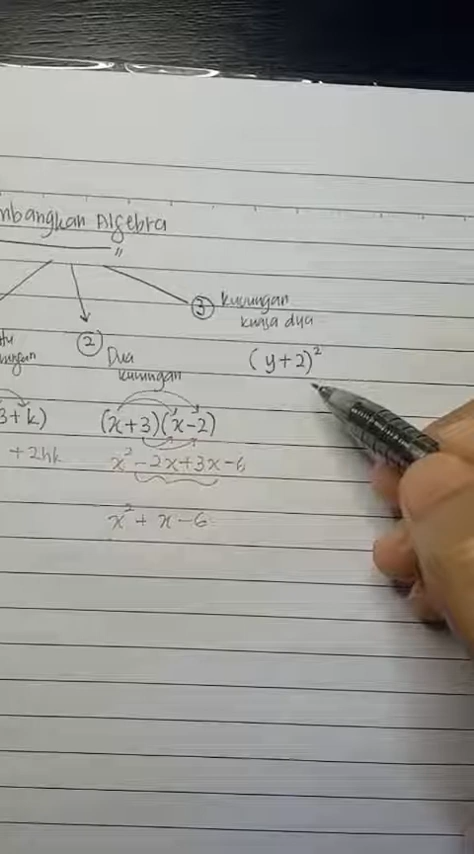 mbangkan Algebra
③ kurungan
kuasa dua
② Dua
kurungan
(y+2)²
3+k)
(x+3)(x-2)
+2hk
x²-2x+3x-6
x²+x-6